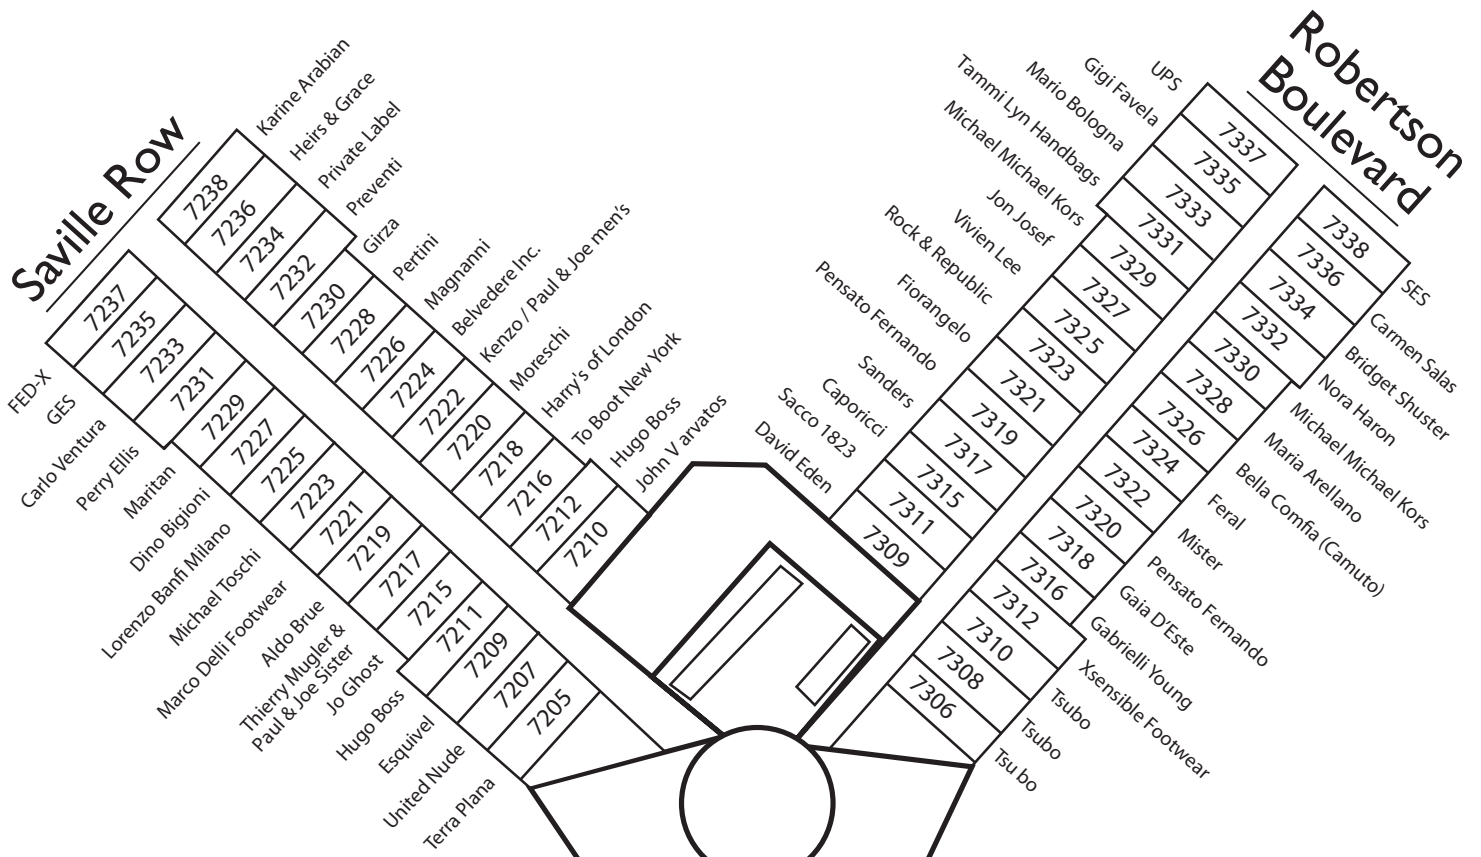 Saville Row
Karine Arabian
Heirs & Grace
Private Label
Preventi
Girza
Pertini
Magnanni
Belvedere Inc.
Kenzo / Paul & Joe men's
Moreschi
Harry's of London
To Boot New York
Hugo Boss
John V arvatos
7238
7236
7234
7232
7230
7228
7226
7224
7222
7220
7218
7216
7212
7210
7237
7235
7233
7231
7229
7227
7225
7223
7221
7219
7217
7215
7211
7209
7207
7205
FED-X
GES
Carlo Ventura
Perry Ellis
Maritan
Dino Bigioni
Lorenzo Banfi Milano
Michael Toschi
Marco Delli Footwear
Aldo Brue
Thierry Mugler &
Paul & Joe Sister
Jo Ghost
Hugo Boss
Esquivel
United Nude
Terra Plana
Robertson
Boulevard
UPS
Gigi Favela
Mario Bologna
Tammi Lyn Handbags
Michael Michael Kors
Jon Josef
Vivien Lee
Rock & Republic
Fiorangelo
Pensato Fernando
Sanders
Caporicci
Sacco 1823
David Eden
7337
7335
7333
7331
7329
7327
7325
7323
7321
7319
7317
7315
7311
7309
7338
7336
7334
7332
7330
7328
7326
7324
7322
7320
7318
7316
7312
7310
7308
7306
SES
Carmen Salas
Bridget Shuster
Nora Haron
Michael Michael Kors
Maria Arellano
Bella Comfia (Camuto)
Feral
Mister
Pensato Fernando
Gaia D'Este
Gabrielli Young
Xsensible Footwear
Tsubo
Tsubo
Tsu bo